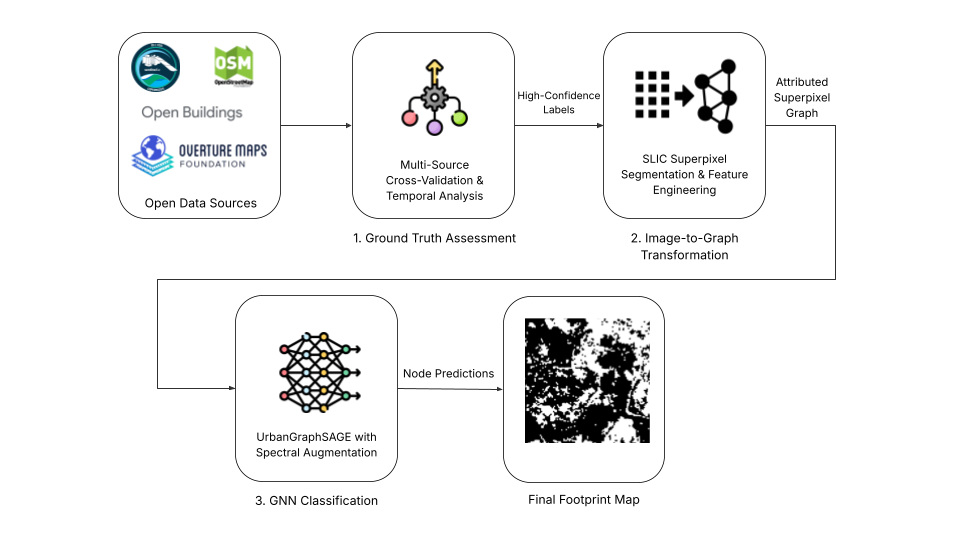 OSM
OpenStreetMap
Open Buildings
OVERTURE MAPS
FOUNDATION
Open Data Sources
Multi-Source
Cross-Validation &
Temporal Analysis
1. Ground Truth Assessment
High-Confidence
Labels
SLIC Superpixel
Segmentation & Feature
Engineering
2. Image-to-Graph
Transformation
Attributed
Superpixel
Graph
UrbanGraphSAGE with
Spectral Augmentation
3. GNN Classification
Node Predictions
Final Footprint Map